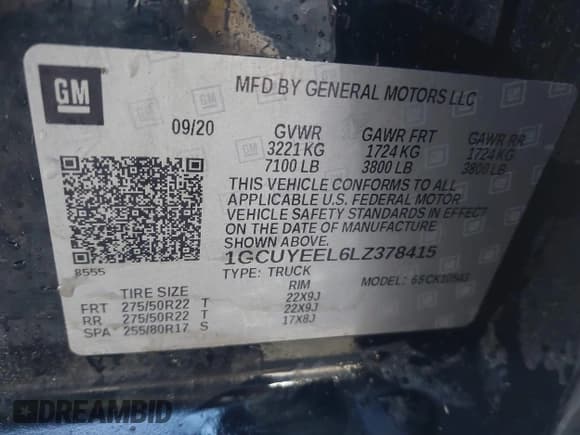 GM
MFD BY GENERAL MOTORS LLC
09/20 GVWR GAWR FRT GAWR RR
3221 KG 1724 KG 1724 KG
7100 LB 3800 LB 3800 LB
THIS VEHICLE CONFORMS TO ALL
APPLICABLE U.S. FEDERAL MOTOR
VEHICLE SAFETY STANDARDS IN EFFECT
ON THE DATE OF MANUFACTURE
SHOWN ABOVE.
8555
1GCUYEEL6LZ378415
TYPE: TRUCK MODEL:
TIRE SIZE RIM
FRT 275/50R22 T 22X9J
RR 275/50R22 T 22X9J
SPA 255/80R17 S 17X8J
DREAMBID